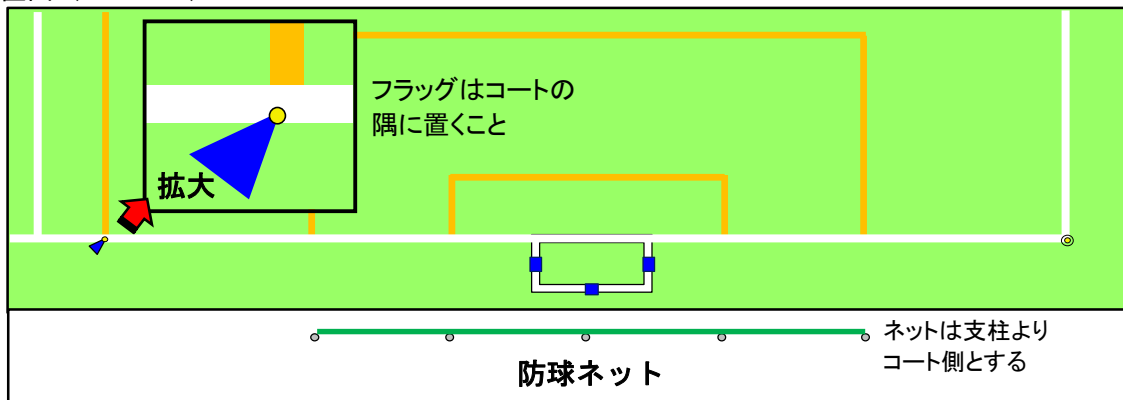 フラッグはコートの
隅に置くこと
拡大
ネットは支柱より
コート側とする
防球ネット